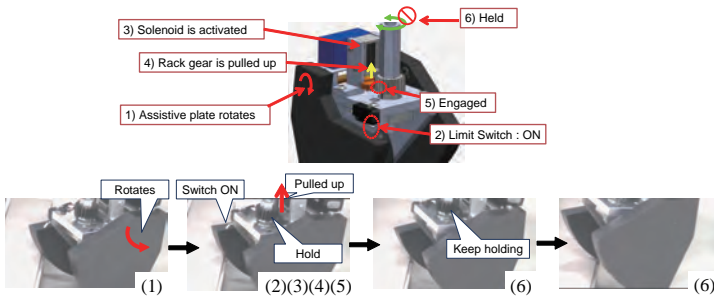 6) Held
3) Solenoid is activated
4) Rack gear is pulled up
5) Engaged
1) Assistive plate rotates
2) Limit Switch : ON
Rotates
Switch ON
Pulled up
Hold
Keep holding
(1)
(2)(3)(4)(5)
(6)
(6)